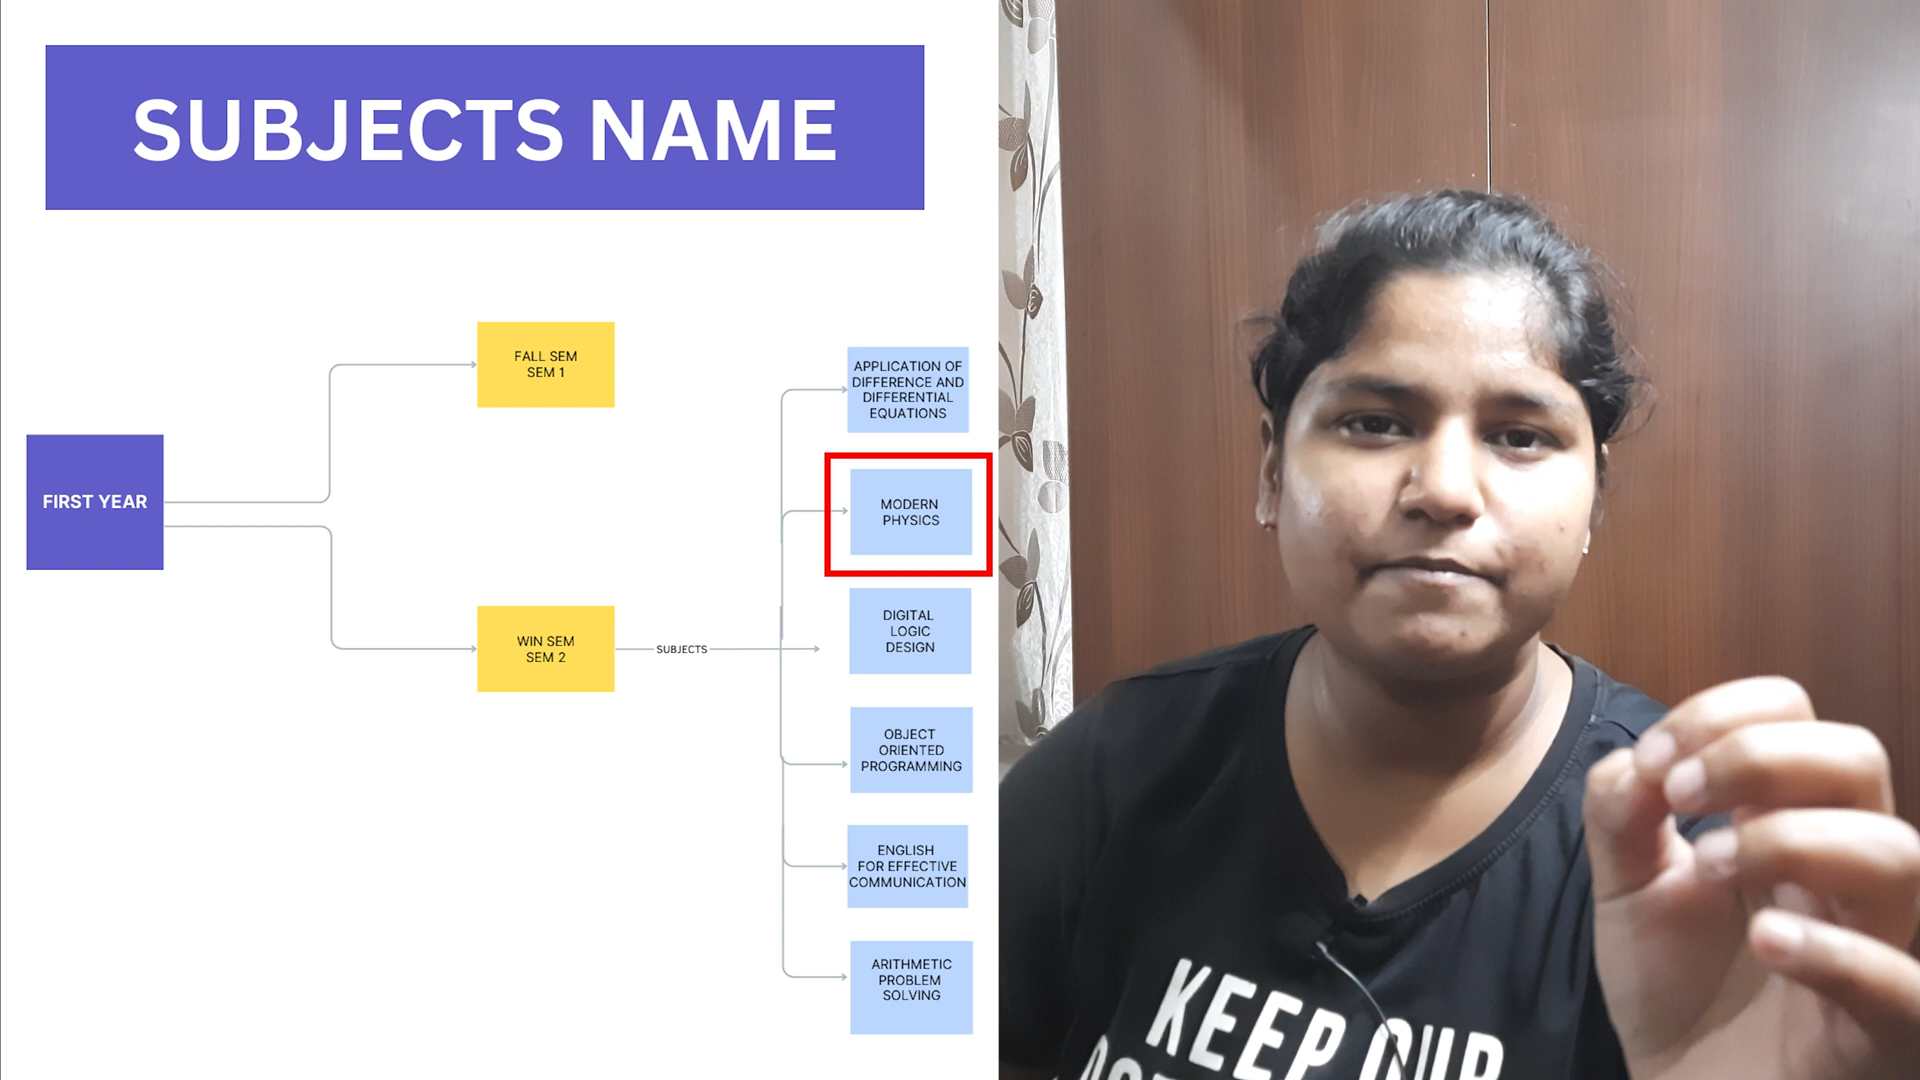 SUBJECTS NAME
FIRST YEAR
FALL SEM
SEM 1
WIN SEM
SEM 2
SUBJECTS
APPLICATION OF
DIFFERENCE AND
DIFFERENTIAL
EQUATIONS
MODERN
PHYSICS
DIGITAL
LOGIC
DESIGN
OBJECT
ORIENTED
PROGRAMMING
ENGLISH
FOR EFFECTIVE
COMMUNICATION
ARITHMETIC
PROBLEM
SOLVING
KEEP OUR